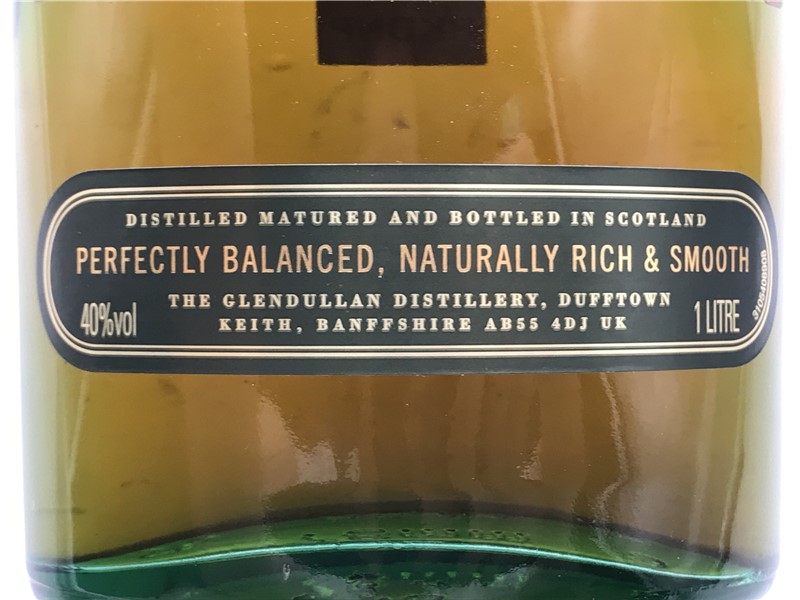 DISTILLED MATURED AND BOTTLED IN SCOTLAND
PERFECTLY BALANCED, NATURALLY RICH & SMOOTH
THE GLENDULLAN DISTILLERY, DUFFTOWN
KEITH, BANFFSHIRE AB55 4DJ UK
40%vol
1 LITRE